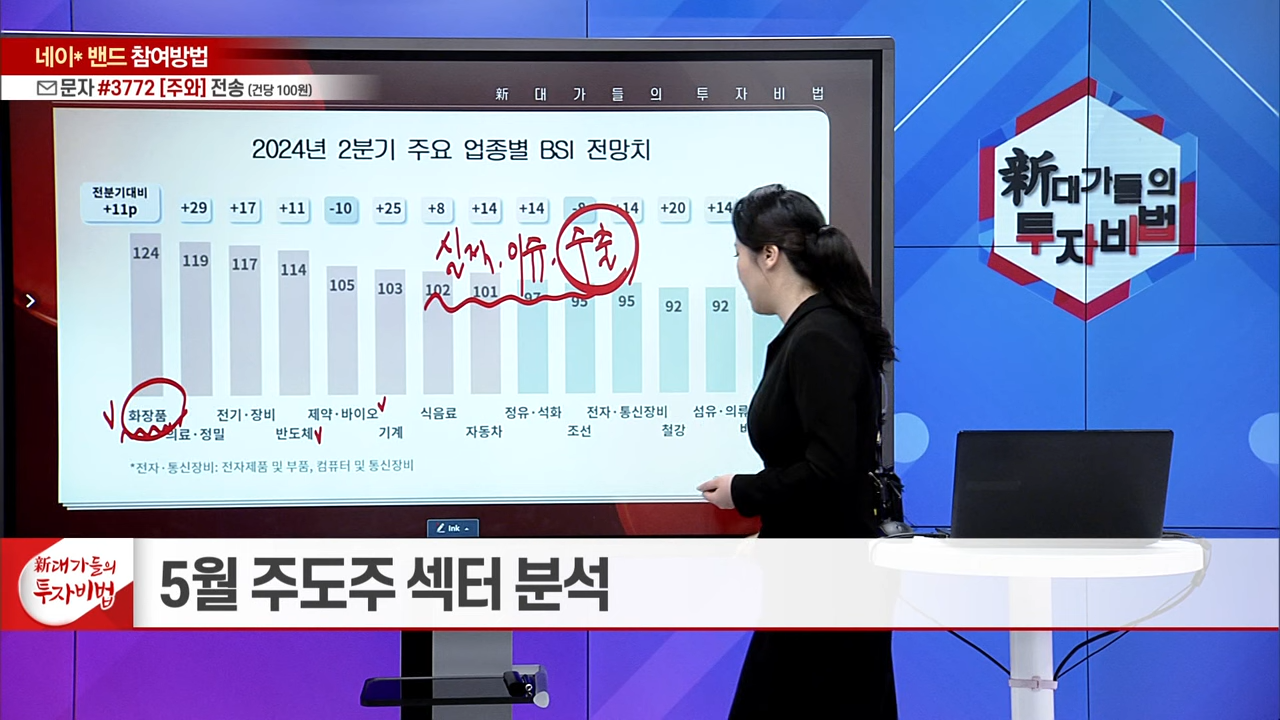 네이* 밴드 참여방법
문자 #3772 [주와] 전송 (건당 100원)
新 대 가 들 의 투 자 비 법
2024년 2분기 주요 업종별 BSI 전망치
전분기대비
+11p +29 +17 +11 -10 +25 +8 +14 +14 -8 +14 +20 +14
실적, 이슈, 수출
124 119 117 114 105 103 102 101 97 95 95 92 92
화장품 전기·장비 제약·바이오 식음료 정유·석화 전자·통신장비 섬유·의류
의료·정밀 반도체 기계 자동차 조선 철강
*전자·통신장비: 전자제품 및 부품, 컴퓨터 및 통신장비
Ink
新대가들의
투자비법
新대가들의
투자비법
5월 주도주 섹터 분석